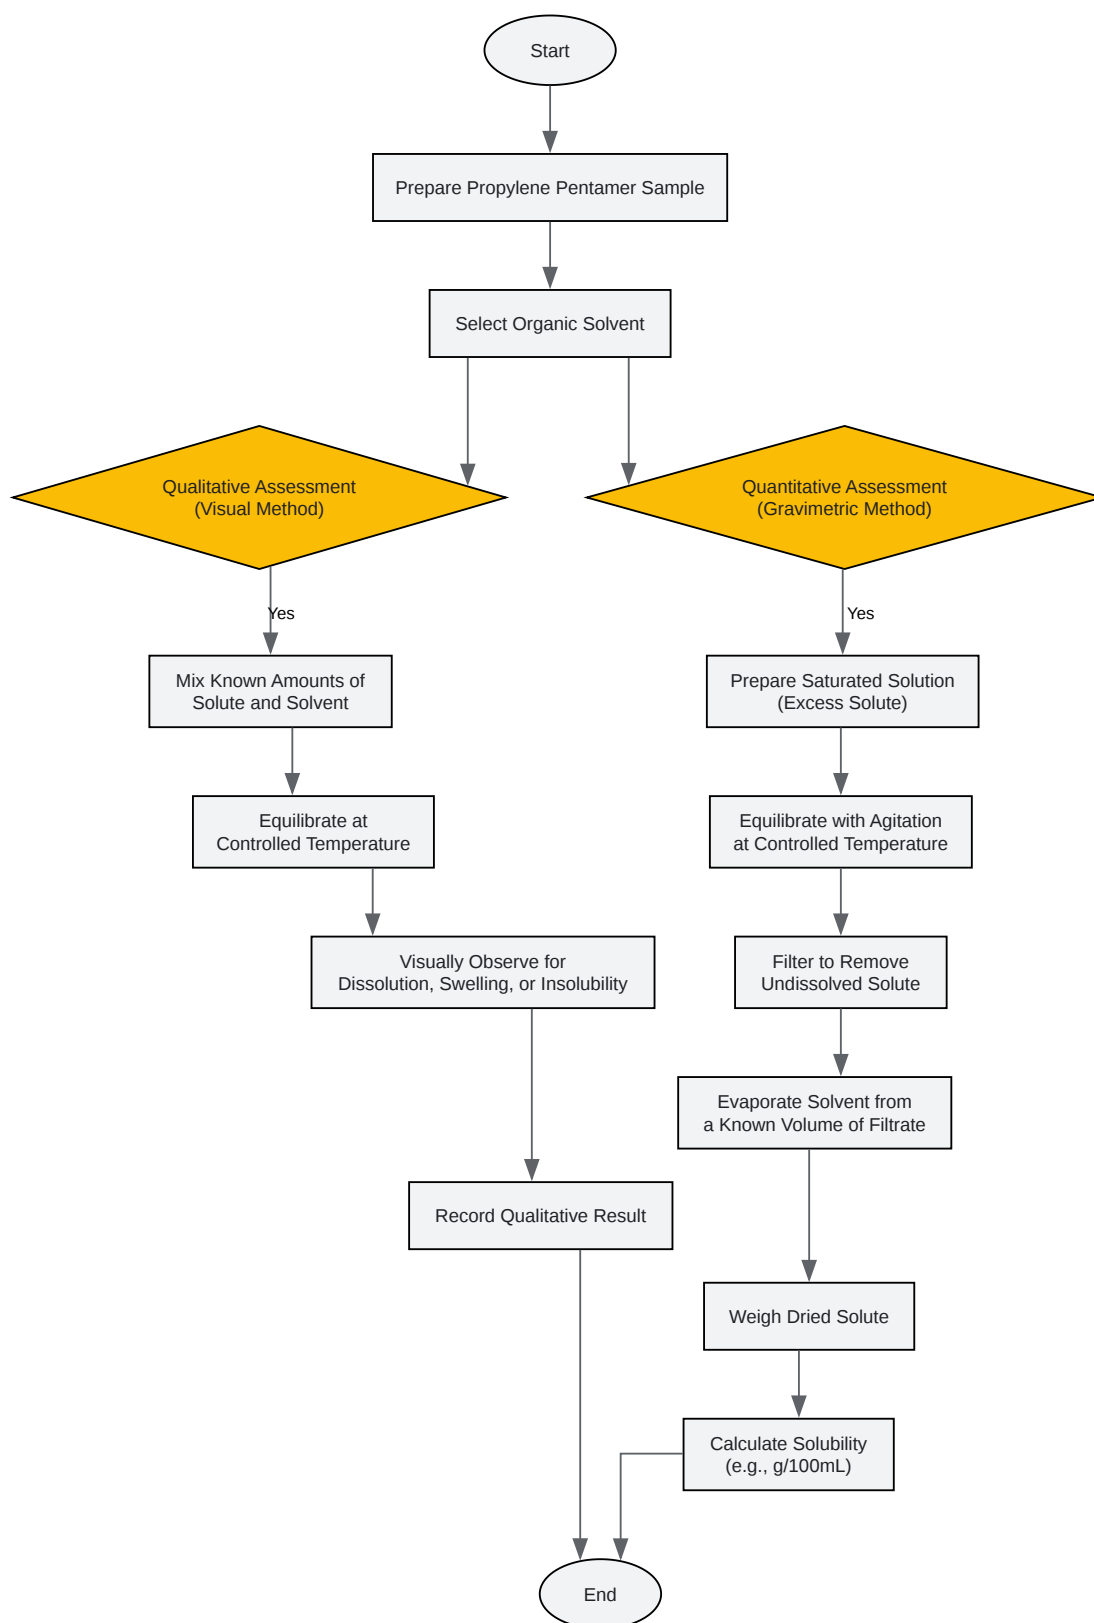 Start
Prepare Propylene Pentamer Sample
Select Organic Solvent
Qualitative Assessment
(Visual Method)
Quantitative Assessment
(Gravimetric Method)
Yes
Yes
Mix Known Amounts of
Solute and Solvent
Prepare Saturated Solution
(Excess Solute)
Equilibrate at
Controlled Temperature
Equilibrate with Agitation
at Controlled Temperature
Visually Observe for
Dissolution, Swelling, or Insolubility
Filter to Remove
Undissolved Solute
Evaporate Solvent from
a Known Volume of Filtrate
Record Qualitative Result
Weigh Dried Solute
Calculate Solubility
(e.g., g/100mL)
End